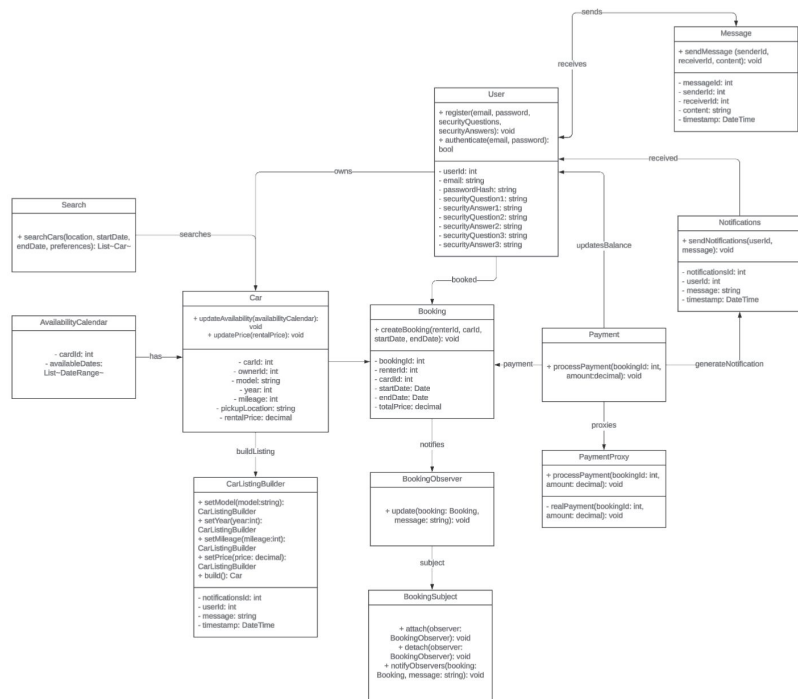 sends
Message
+ sendMessage (senderId,
receiverId, content): void
- messageId: int
- senderId: int
- receiverId: int
- content: string
- timestamp: DateTime
receives
User
+ register(email, password,
securityQuestions,
securityAnswers): void
+ authenticate(email, password):
bool
- userId: int
- email: string
- passwordHash: string
- securityQuestion1: string
- securityAnswer1: string
- securityQuestion2: string
- securityAnswer2: string
- securityQuestion3: string
- securityAnswer3: string
received
owns
Search
+ searchCars(location, startDate,
endDate, preferences): List~Car~
searches
Notifications
+ sendNotifications(userId,
message): void
- notificationsId: int
- userId: int
- message: string
- timestamp: DateTime
updatesBalance
booked
Car
+ updateAvailability(availabilityCalendar):
void
+ updatePrice(rentalPrice): void
- carId: int
- ownerId: int
- model: string
- year: int
- mileage: int
- pickupLocation: string
- rentalPrice: decimal
AvailabilityCalendar
- cardId: int
- availableDates:
List~DateRange~
has
Booking
+ createBooking(renterId, carId,
startDate, endDate): void
- bookingId: int
- renterId: int
- cardId: int
- startDate: Date
- endDate: Date
- totalPrice: decimal
payment
Payment
+ processPayment(bookingId: int,
amount:decimal): void
generateNotification
proxies
notifies
buildListing
PaymentProxy
+ processPayment(bookingId: int,
amount: decimal): void
- realPayment(bookingId: int,
amount: decimal): void
BookingObserver
+ update(booking: Booking,
message: string): void
CarListingBuilder
+ setModel(model:string):
CarListingBuilder
+ setYear(year:int):
CarListingBuilder
+ setMileage(mileage:int):
CarListingBuilder
+ setPrice(price: decimal):
CarListingBuilder
+ build(): Car
- notificationsId: int
- userId: int
- message: string
- timestamp: DateTime
subject
BookingSubject
+ attach(observer:
BookingObserver): void
+ detach(observer:
BookingObserver): void
+ notifyObservers(booking:
Booking, message: string): void